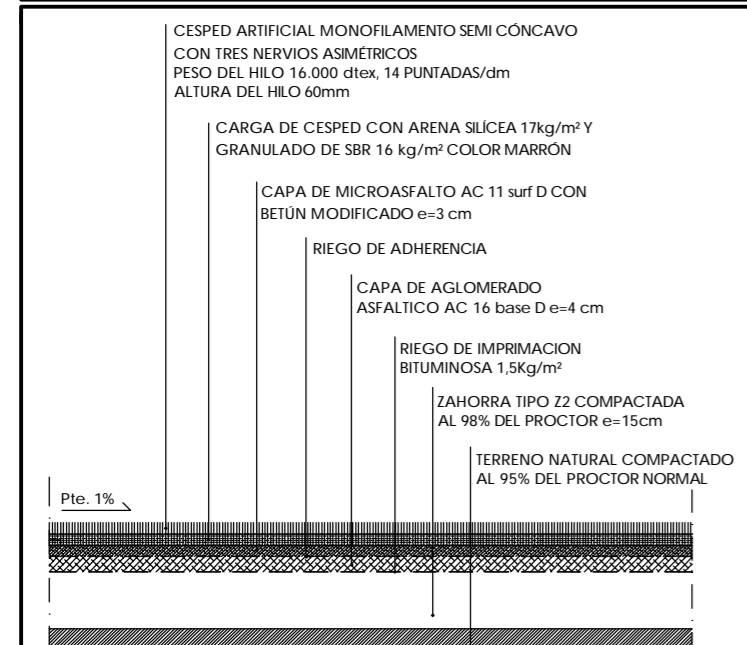 CESPED ARTIFICIAL MONOFILAMENTO SEMI CÓNCAVO
CON TRES NERVIOS ASIMÉTRICOS
PESO DEL HILO 16.000 dtex, 14 PUNTADAS/dm
ALTURA DEL HILO 60mm
CARGA DE CESPED CON ARENA SILÍCEA 17kg/m² Y
GRANULADO DE SBR 16 kg/m² COLOR MARRÓN
CAPA DE MICROASFALTO AC 11 surf D CON
BETÚN MODIFICADO e=3 cm
RIEGO DE ADHERENCIA
CAPA DE AGLOMERADO
ASFALTICO AC 16 base D e=4 cm
RIEGO DE IMPRIMACION
BITUMINOSA 1,5Kg/m²
ZAHORRA TIPO Z2 COMPACTADA
AL 98% DEL PROCTOR e=15cm
TERRENO NATURAL COMPACTADO
AL 95% DEL PROCTOR NORMAL
Pte. 1%